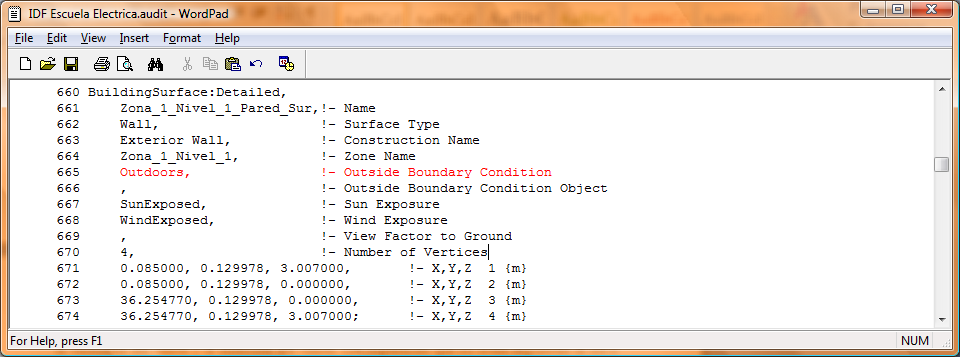 IDF Escuela Electrica.audit - WordPad
File Edit View Insert Format Help
660 BuildingSurface:Detailed,
661 Zona_1_Nivel_1_Pared_Sur,!- Name
662 Wall, !- Surface Type
663 Exterior Wall, !- Construction Name
664 Zona_1_Nivel_1, !- Zone Name
665 Outdoors, !- Outside Boundary Condition
666 , !- Outside Boundary Condition Object
667 SunExposed, !- Sun Exposure
668 WindExposed, !- Wind Exposure
669 , !- View Factor to Ground
670 4, !- Number of Vertices
671 0.085000, 0.129978, 3.007000, !- X,Y,Z 1 {m}
672 0.085000, 0.129978, 0.000000, !- X,Y,Z 2 {m}
673 36.254770, 0.129978, 0.000000, !- X,Y,Z 3 {m}
674 36.254770, 0.129978, 3.007000; !- X,Y,Z 4 {m}
For Help, press F1 NUM